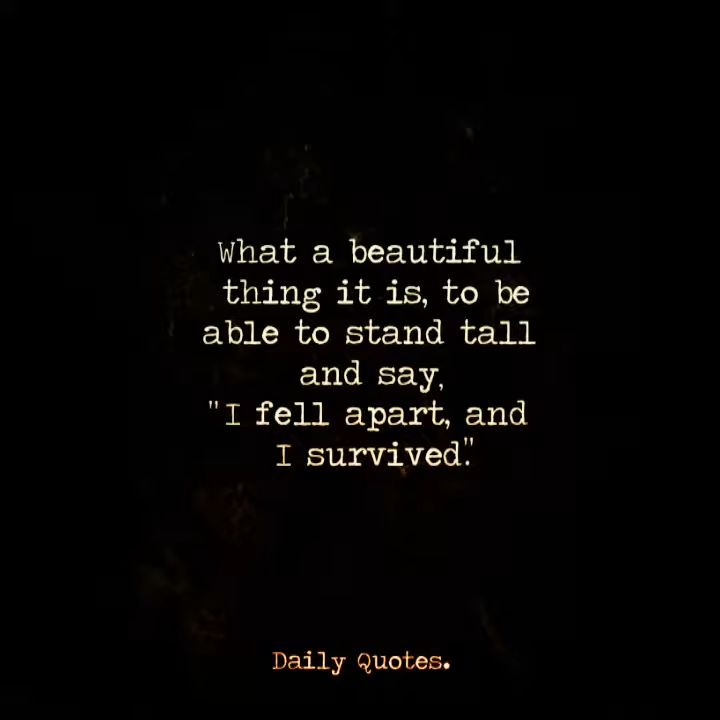 What a beautiful
thing it is, to be
able to stand tall
and say,
"I fell apart, and
I survived."
Daily Quotes.